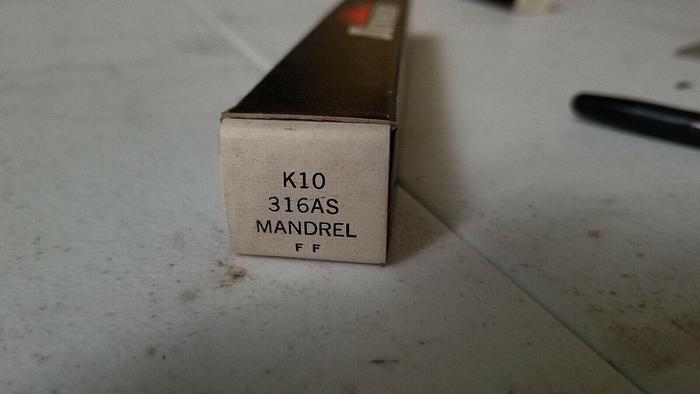 K10
316AS
MANDREL
F F